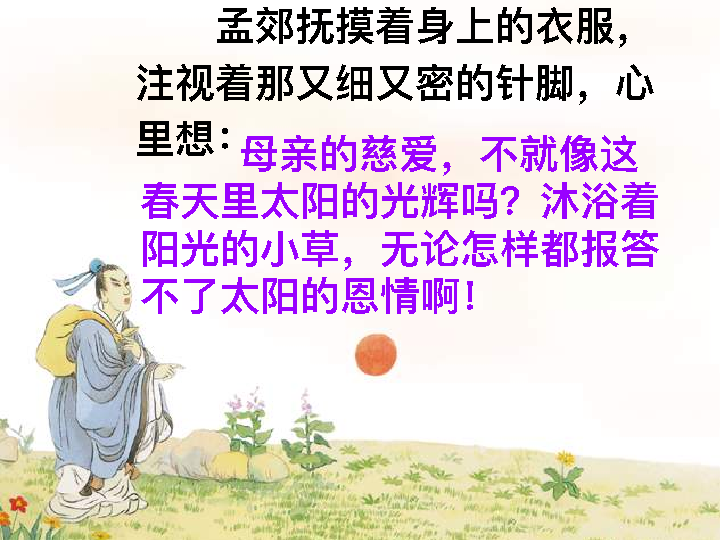 孟郊抚摸着身上的衣服，
注视着那又细又密的针脚，心
里想：
母亲的慈爱，不就像这
春天里太阳的光辉吗？沐浴着
阳光的小草，无论怎样都报答
不了太阳的恩情啊！